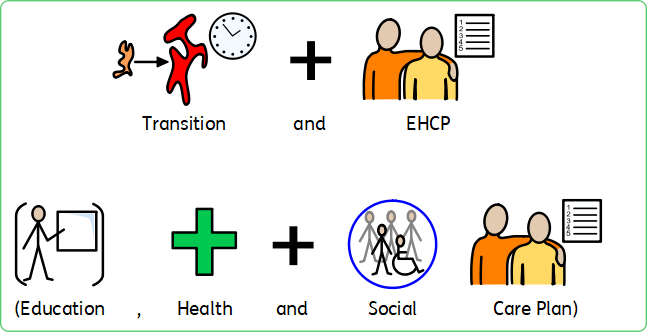 Transition and EHCP
(Education , Health and Social Care Plan)